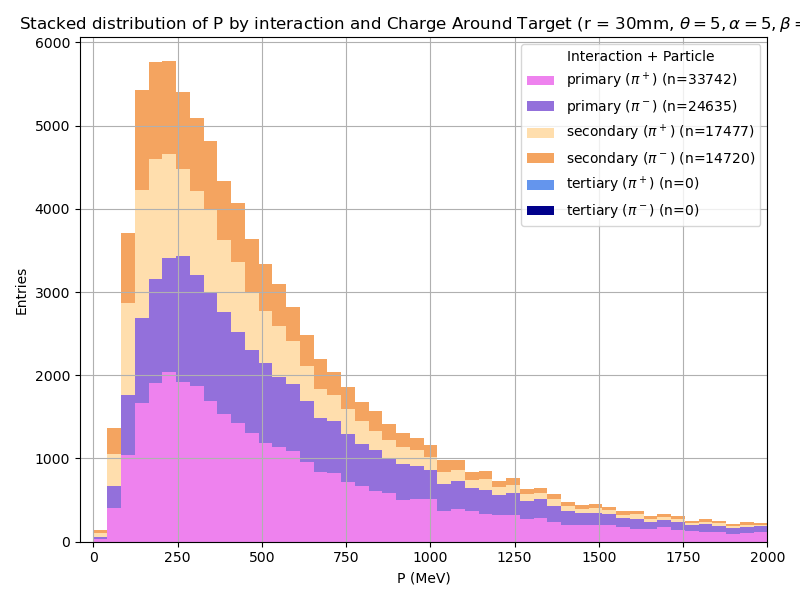 Stacked distribution of P by interaction and Charge Around Target (r = 30mm, θ = 5, α = 5, β =
6000
5000
4000
3000
2000
1000
0
Entries
Interaction + Particle
primary (π⁺) (n=33742)
primary (π⁻) (n=24635)
secondary (π⁺) (n=17477)
secondary (π⁻) (n=14720)
tertiary (π⁺) (n=0)
tertiary (π⁻) (n=0)
0 250 500 750 1000 1250 1500 1750 2000
P (MeV)